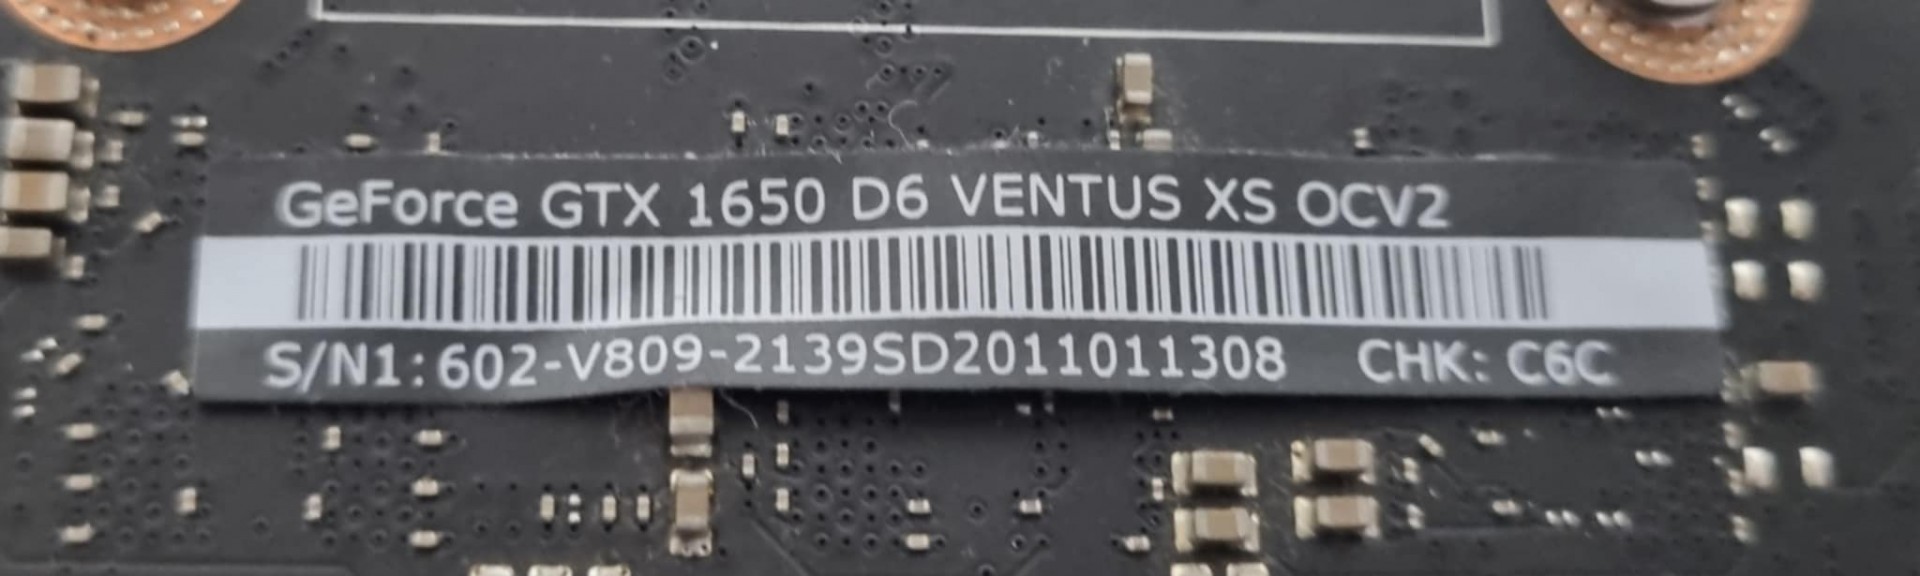 GeForce GTX 1650 D6 VENTUS XS OCV2
S/N1:602-V809-2139SD2011011308 CHK: C6C